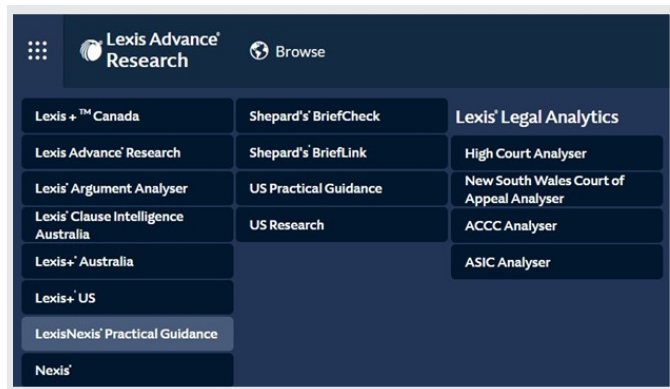 Lexis Advance®
Research
Browse
Lexis +™ Canada
Lexis Advance® Research
Lexis® Argument Analyser
Lexis® Clause Intelligence
Australia
Lexis+® Australia
Lexis+® US
LexisNexis® Practical Guidance
Nexis®
Shepard's® BriefCheck
Shepard's® BriefLink
US Practical Guidance
US Research
Lexis® Legal Analytics
High Court Analyser
New South Wales Court of
Appeal Analyser
ACCC Analyser
ASIC Analyser